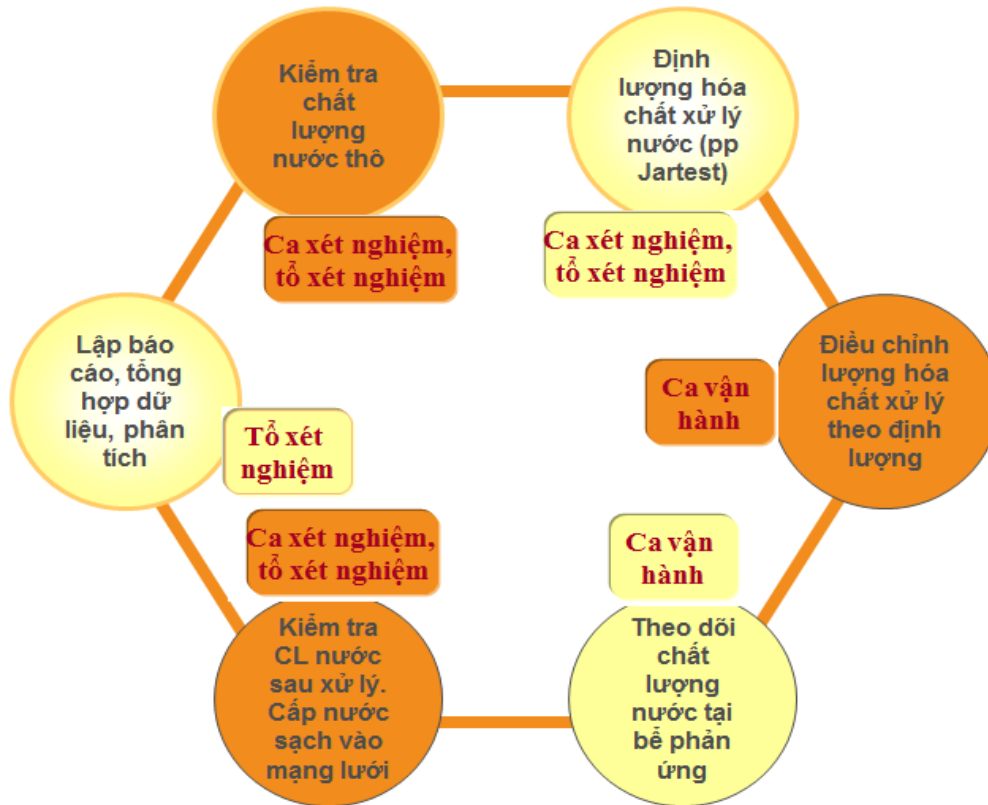 Kiểm tra
chất
lượng
nước thô
Ca xét nghiệm,
tổ xét nghiệm
Định
lượng hóa
chất xử lý
nước (pp
Jartest)
Ca xét nghiệm,
tổ xét nghiệm
Điều chỉnh
lượng hóa
chất xử lý
theo định
lượng
Ca vận
hành
Theo dõi
chất
lượng
nước tại
bể phản
ứng
Ca vận
hành
Kiểm tra
CL nước
sau xử lý.
Cấp nước
sạch vào
mạng lưới
Ca xét nghiệm,
tổ xét nghiệm
Lập báo
cáo, tổng
hợp dữ
liệu, phân
tích
Tổ xét
nghiệm